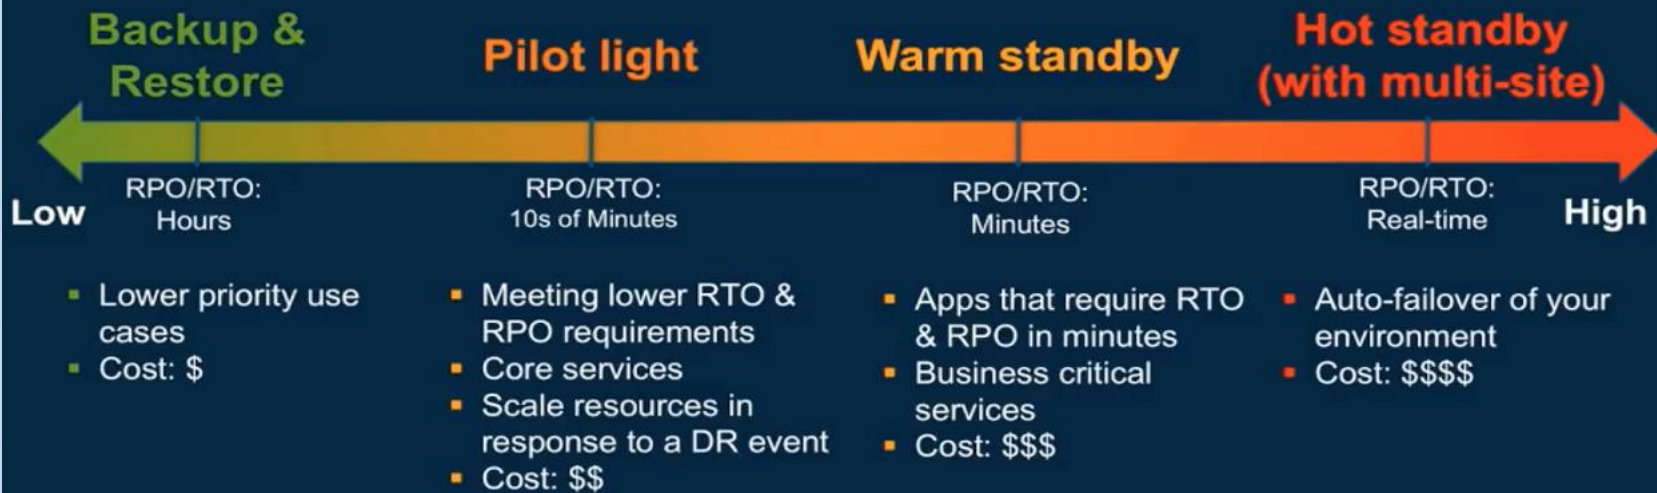 Backup &
Restore
Pilot light
Warm standby
Hot standby
(with multi-site)
Low
RPO/RTO:
Hours
RPO/RTO:
10s of Minutes
RPO/RTO:
Minutes
RPO/RTO:
Real-time
High
▪ Lower priority use
cases
▪ Cost: $
▪ Meeting lower RTO &
RPO requirements
▪ Core services
▪ Scale resources in
response to a DR event
▪ Cost: $$
▪ Apps that require RTO
& RPO in minutes
▪ Business critical
services
▪ Cost: $$$
▪ Auto-failover of your
environment
▪ Cost: $$$$